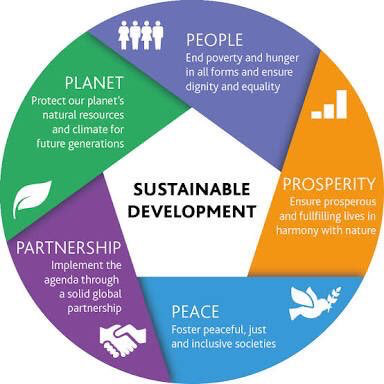 PEOPLE
End poverty and hunger
in all forms and ensure
dignity and equality
PROSPERITY
Ensure prosperous
and fullfilling lives in
harmony with nature
PEACE
Foster peaceful, just
and inclusive societies
PARTNERSHIP
Implement the
agenda through
a solid global
partnership
PLANET
Protect our planet's
natural resources
and climate for
future generations
SUSTAINABLE
DEVELOPMENT